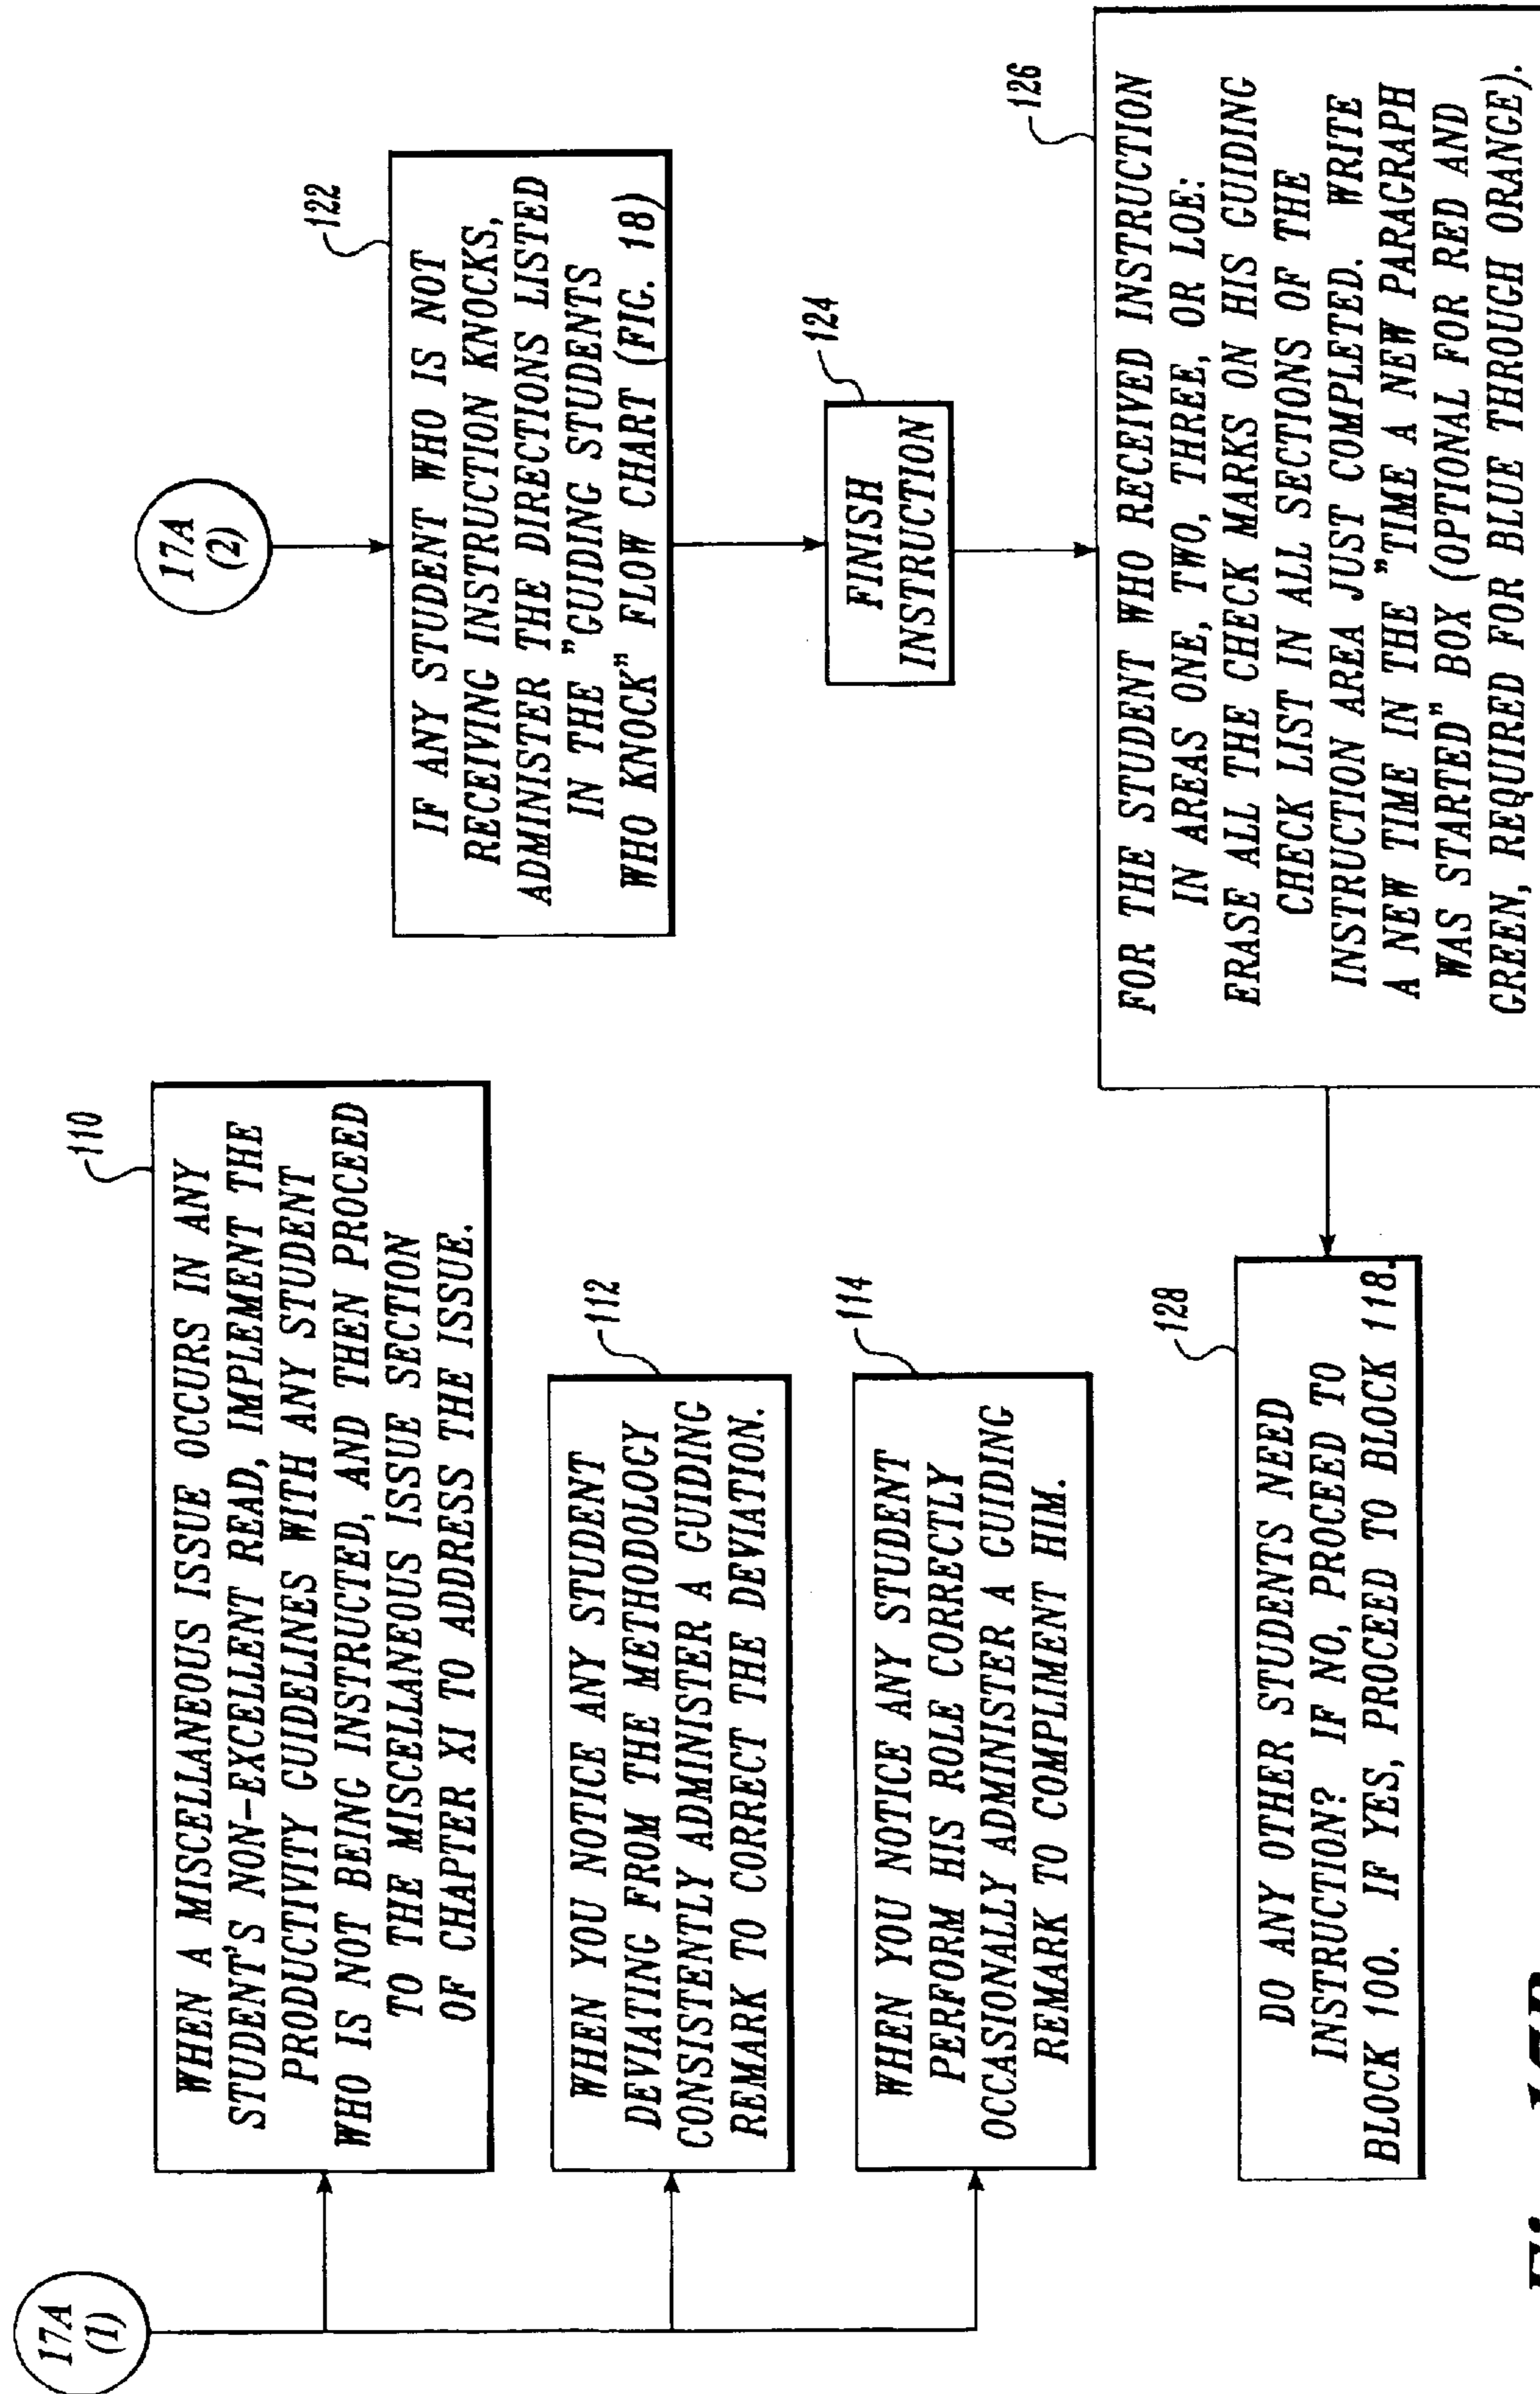 17A
(1)
WHEN A MISCELLANEOUS ISSUE OCCURS IN ANY
STUDENT'S NON-EXCELLENT READ, IMPLEMENT THE
PRODUCTIVITY GUIDELINES WITH ANY STUDENT
WHO IS NOT BEING INSTRUCTED, AND THEN PROCEED
TO THE MISCELLANEOUS ISSUE SECTION
OF CHAPTER XI TO ADDRESS THE ISSUE.
110
WHEN YOU NOTICE ANY STUDENT
DEVIATING FROM THE METHODOLOGY
CONSISTENTLY ADMINISTER A GUIDING
REMARK TO CORRECT THE DEVIATION.
112
WHEN YOU NOTICE ANY STUDENT
PERFORM HIS ROLE CORRECTLY
OCCASIONALLY ADMINISTER A GUIDING
REMARK TO COMPLIMENT HIM.
114
17A
(2)
IF ANY STUDENT WHO IS NOT
RECEIVING INSTRUCTION KNOCKS,
ADMINISTER THE DIRECTIONS LISTED
IN THE "GUIDING STUDENTS
WHO KNOCK" FLOW CHART (FIG. 18)
122
FINISH
INSTRUCTION
124
FOR THE STUDENT WHO RECEIVED INSTRUCTION
IN AREAS ONE, TWO, THREE, OR LOE:
ERASE ALL THE CHECK MARKS ON HIS GUIDING
CHECK LIST IN ALL SECTIONS OF THE
INSTRUCTION AREA JUST COMPLETED. WRITE
A NEW TIME IN THE "TIME A NEW PARAGRAPH
WAS STARTED" BOX (OPTIONAL FOR RED AND
GREEN, REQUIRED FOR BLUE THROUGH ORANGE).
126
DO ANY OTHER STUDENTS NEED
INSTRUCTION? IF NO, PROCEED TO
BLOCK 100. IF YES, PROCEED TO BLOCK 118.
128